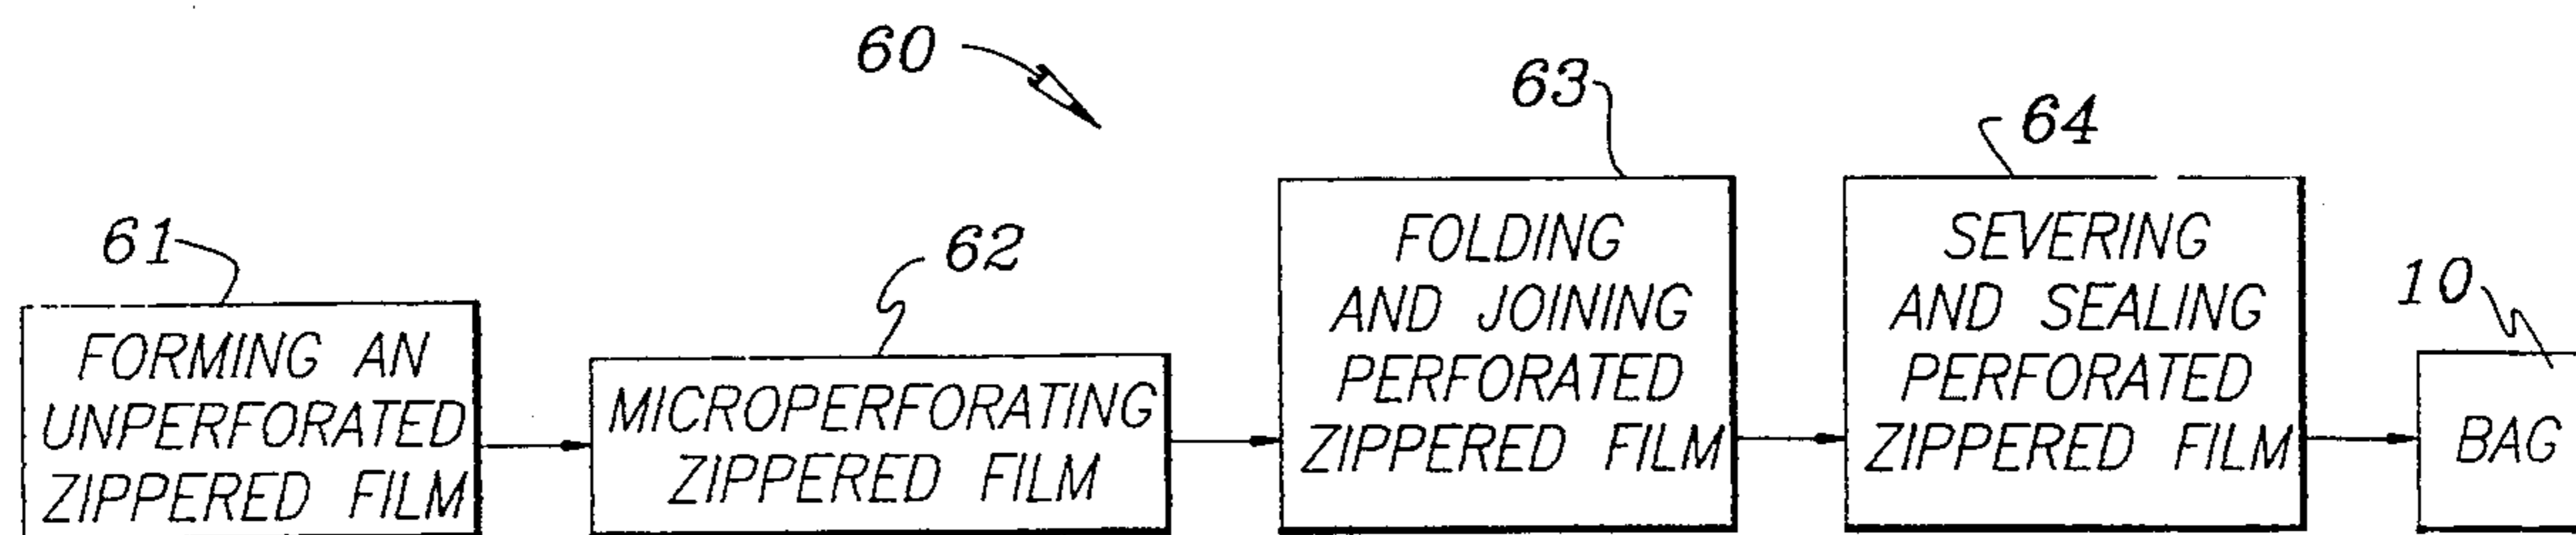 60
61
FORMING AN
UNPERFORATED
ZIPPERED FILM
62
MICROPERFORATING
ZIPPERED FILM
63
FOLDING
AND JOINING
PERFORATED
ZIPPERED FILM
64
SEVERING
AND SEALING
PERFORATED
ZIPPERED FILM
10
BAG